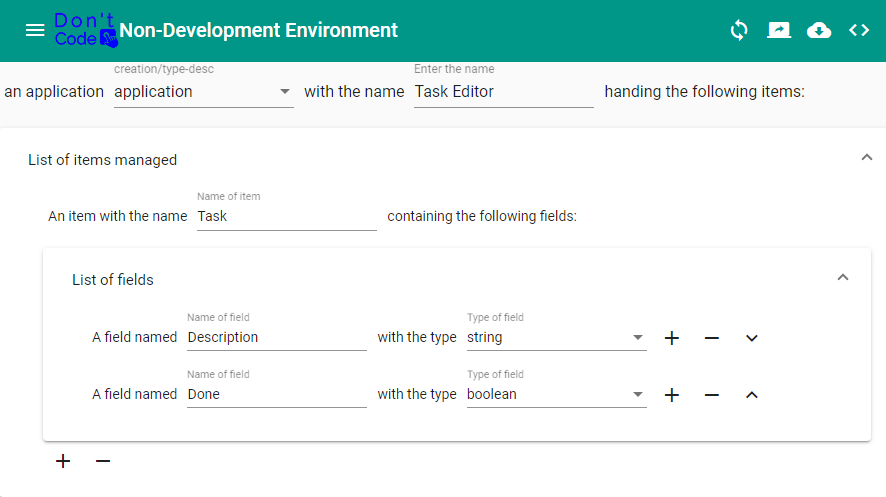 Don't
Code
Non-Development Environment
creation/type-desc
Enter the name
an application application with the name Task Editor handing the following items:
List of items managed
Name of item
An item with the name Task containing the following fields:
List of fields
Name of field Type of field
A field named Description with the type string
Name of field Type of field
A field named Done with the type boolean